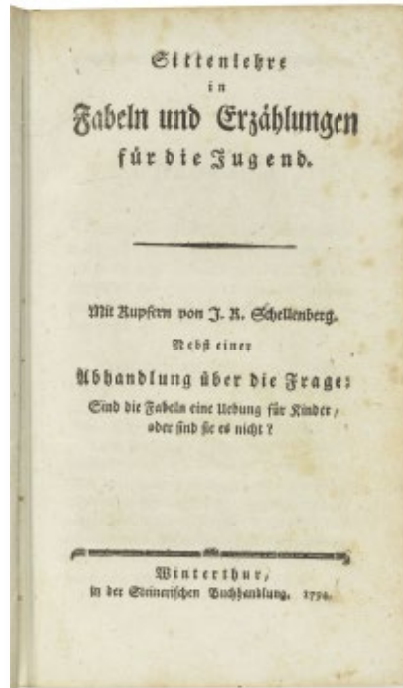 Sittenlehre
in
Fabeln und Erzählungen
für die Jugend.
Mit Kupfern von J. R. Schellenberg.
Nebst einer
Abhandlung über die Frage:
Sind die Fabeln eine Uebung für Kinder /
oder sind sie es nicht?
Winterthur,
in der Steinerischen Buchhandlung. 1794.